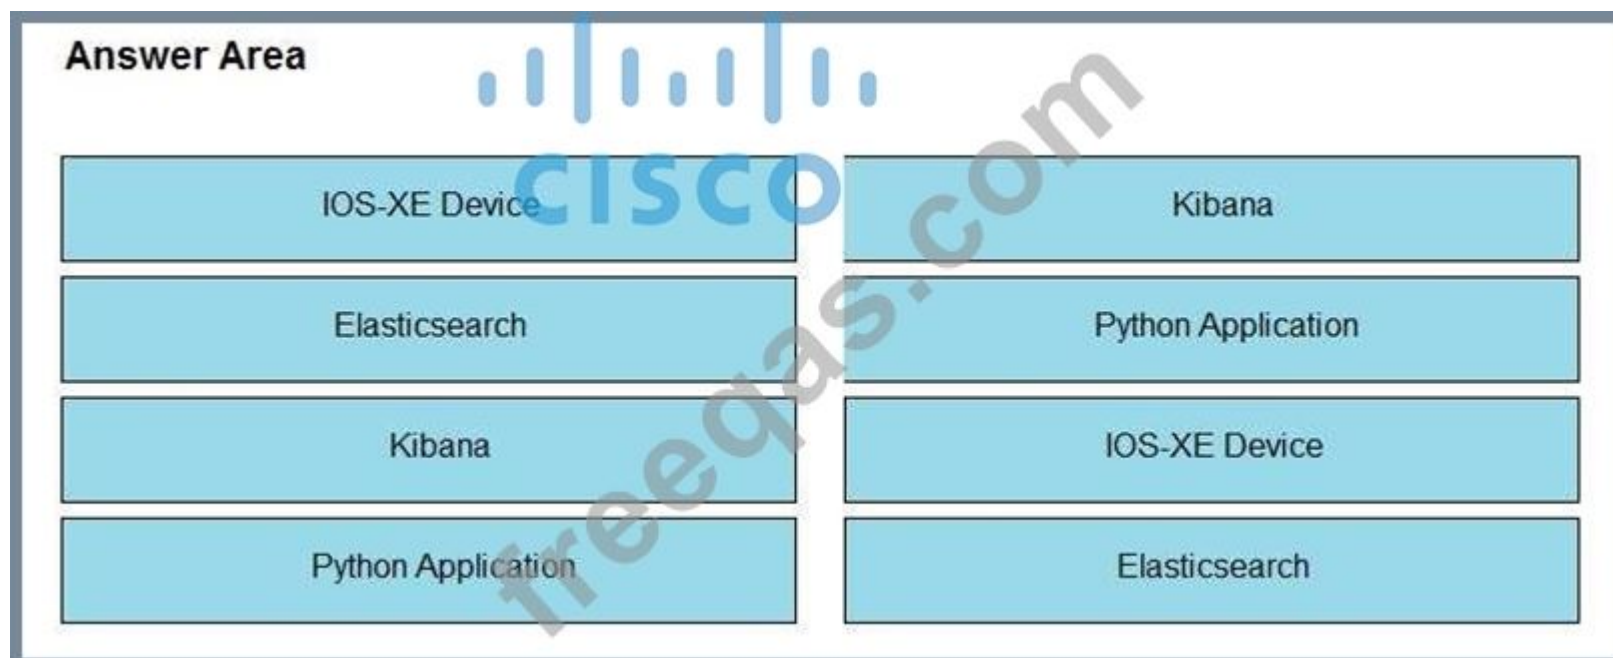 Answer Area
CISCO
IOS-XE Device
Kibana
Elasticsearch
Python Application
Kibana
IOS-XE Device
Python Application
Elasticsearch
freeqas.com